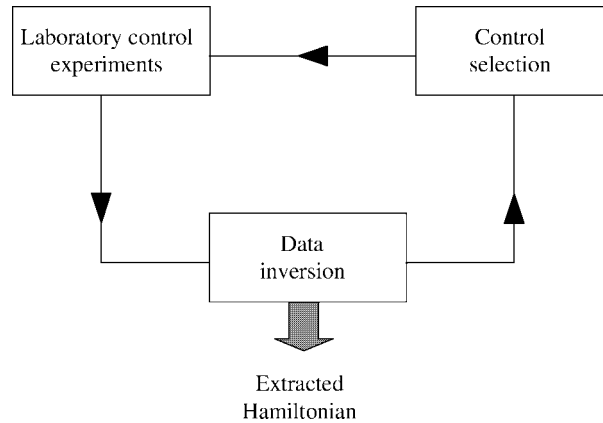 Laboratory control
experiments
Control
selection
Data
inversion
Extracted
Hamiltonian